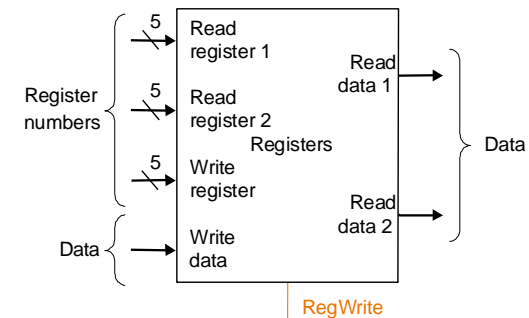 5
Read
register 1
5
Read
register 2
5
Write
register
Write
data
Register
numbers
Data
Registers
Read
data 1
Read
data 2
Data
RegWrite